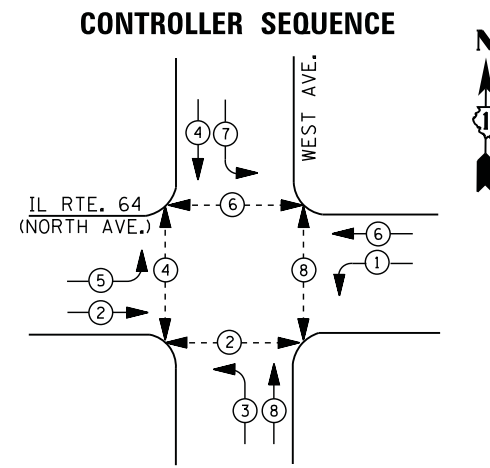 CONTROLLER SEQUENCE
N
WEST AVE.
4 7
IL RTE. 64
(NORTH AVE.)
6
6
5 4 8 1
2
2
3 8